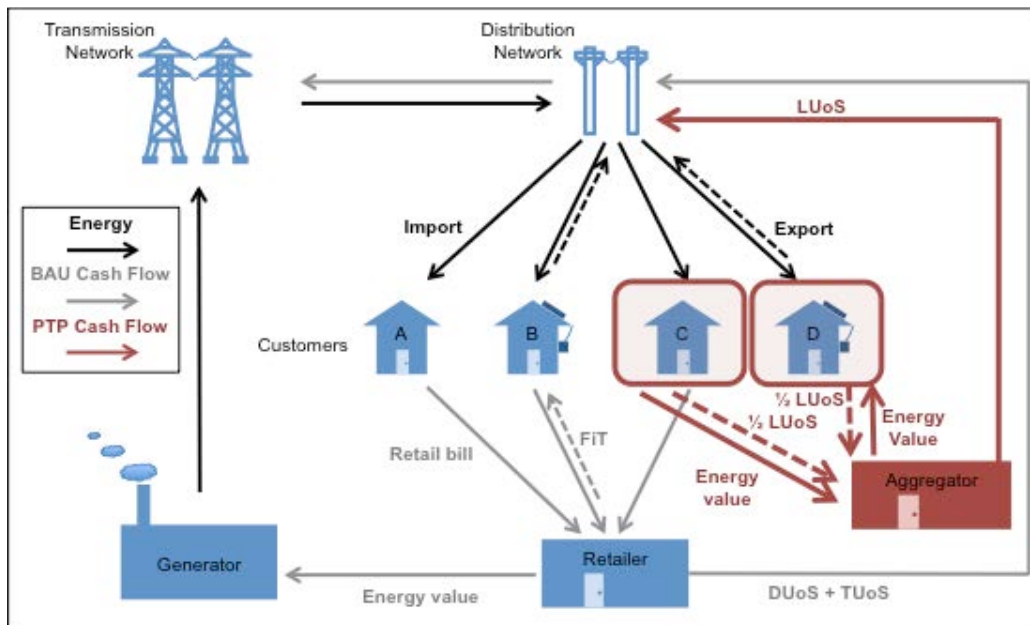 Transmission
Network
Distribution
Network
LUoS
Energy
BAU Cash Flow
PTP Cash Flow
Import
Export
Customers
A
B
C
D
Retail bill
FiT
½ LUoS
½ LUoS
Energy
value
Energy
Value
Aggregator
Generator
Retailer
Energy value
DUoS + TUoS